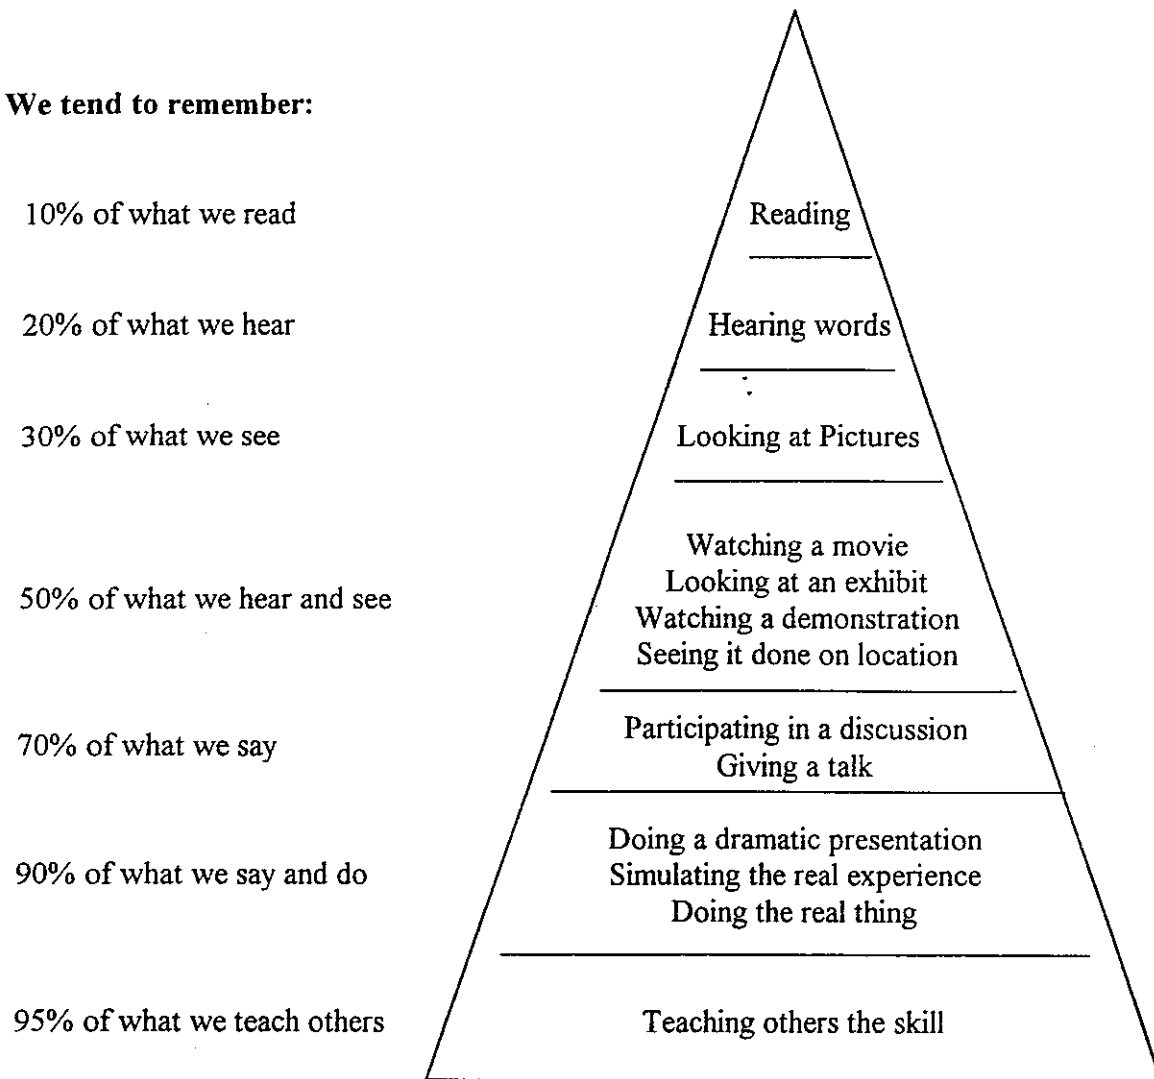 We tend to remember:
10% of what we read
Reading
20% of what we hear
Hearing words
30% of what we see
Looking at Pictures
50% of what we hear and see
Watching a movie
Looking at an exhibit
Watching a demonstration
Seeing it done on location
70% of what we say
Participating in a discussion
Giving a talk
90% of what we say and do
Doing a dramatic presentation
Simulating the real experience
Doing the real thing
95% of what we teach others
Teaching others the skill